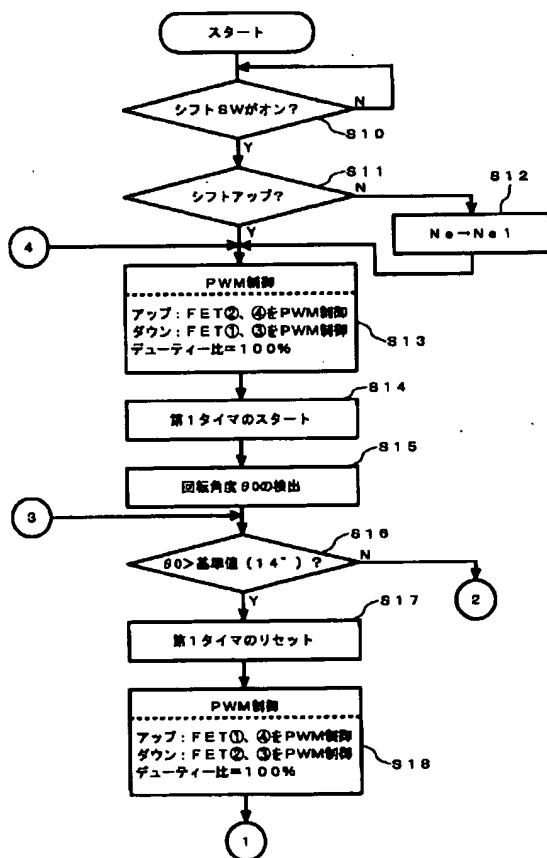 スタート
シフトSWがオン?
N
S10
Y
シフトアップ?
N
S11
S12
Y
Ne→Ne1
4
PWM制御
アップ:FET②、④をPWM制御
ダウン:FET①、③をPWM制御
デューティー比=100%
S13
S14
第1タイマのスタート
S15
回転角度θ0の検出
3
S16
θ0>基準値(14°)?
N
2
Y
S17
第1タイマのリセット
PWM制御
アップ:FET①、④をPWM制御
ダウン:FET②、③をPWM制御
デューティー比=100%
S18
1